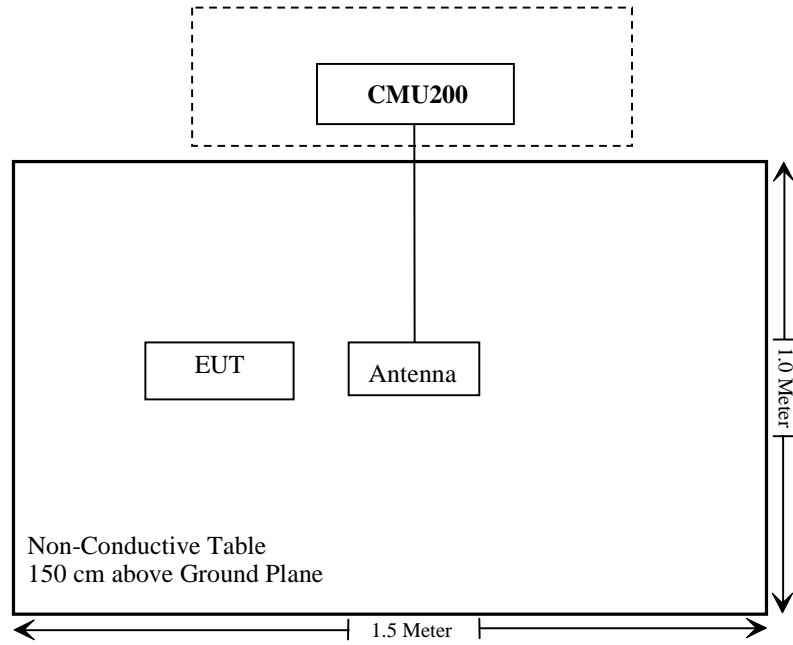 CMU200
EUT
Antenna
1.0 Meter
Non-Conductive Table
150 cm above Ground Plane
1.5 Meter